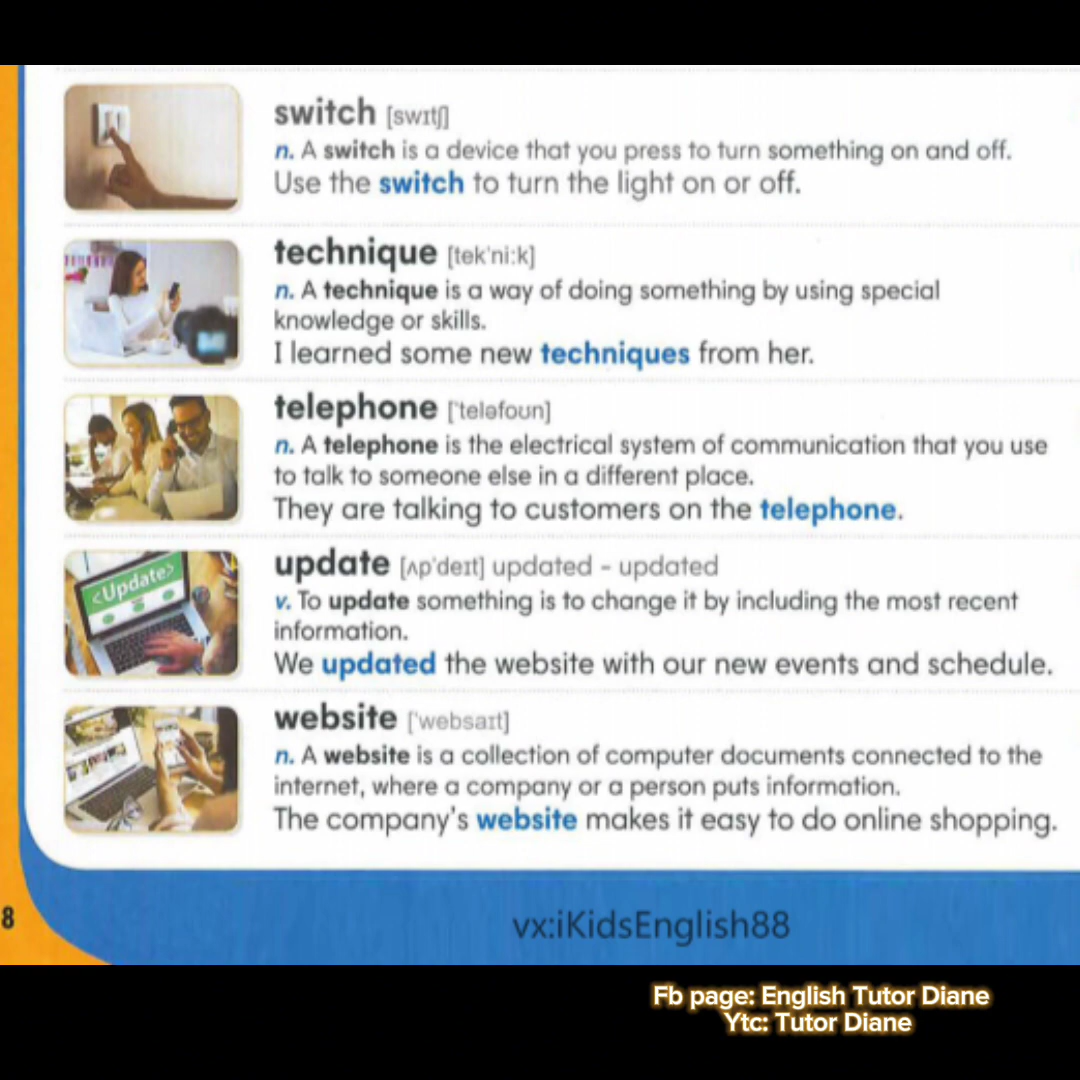 switch [swɪtʃ]
n. A switch is a device that you press to turn something on and off.
Use the switch to turn the light on or off.
technique [tekˈniːk]
n. A technique is a way of doing something by using special
knowledge or skills.
I learned some new techniques from her.
telephone [ˈteləfoʊn]
n. A telephone is the electrical system of communication that you use
to talk to someone else in a different place.
They are talking to customers on the telephone.
<Update>
update [ʌpˈdeɪt] updated - updated
v. To update something is to change it by including the most recent
information.
We updated the website with our new events and schedule.
website [ˈwebsaɪt]
n. A website is a collection of computer documents connected to the
internet, where a company or a person puts information.
The company's website makes it easy to do online shopping.
8
vx:iKidsEnglish88
Fb page: English Tutor Diane
Ytc: Tutor Diane